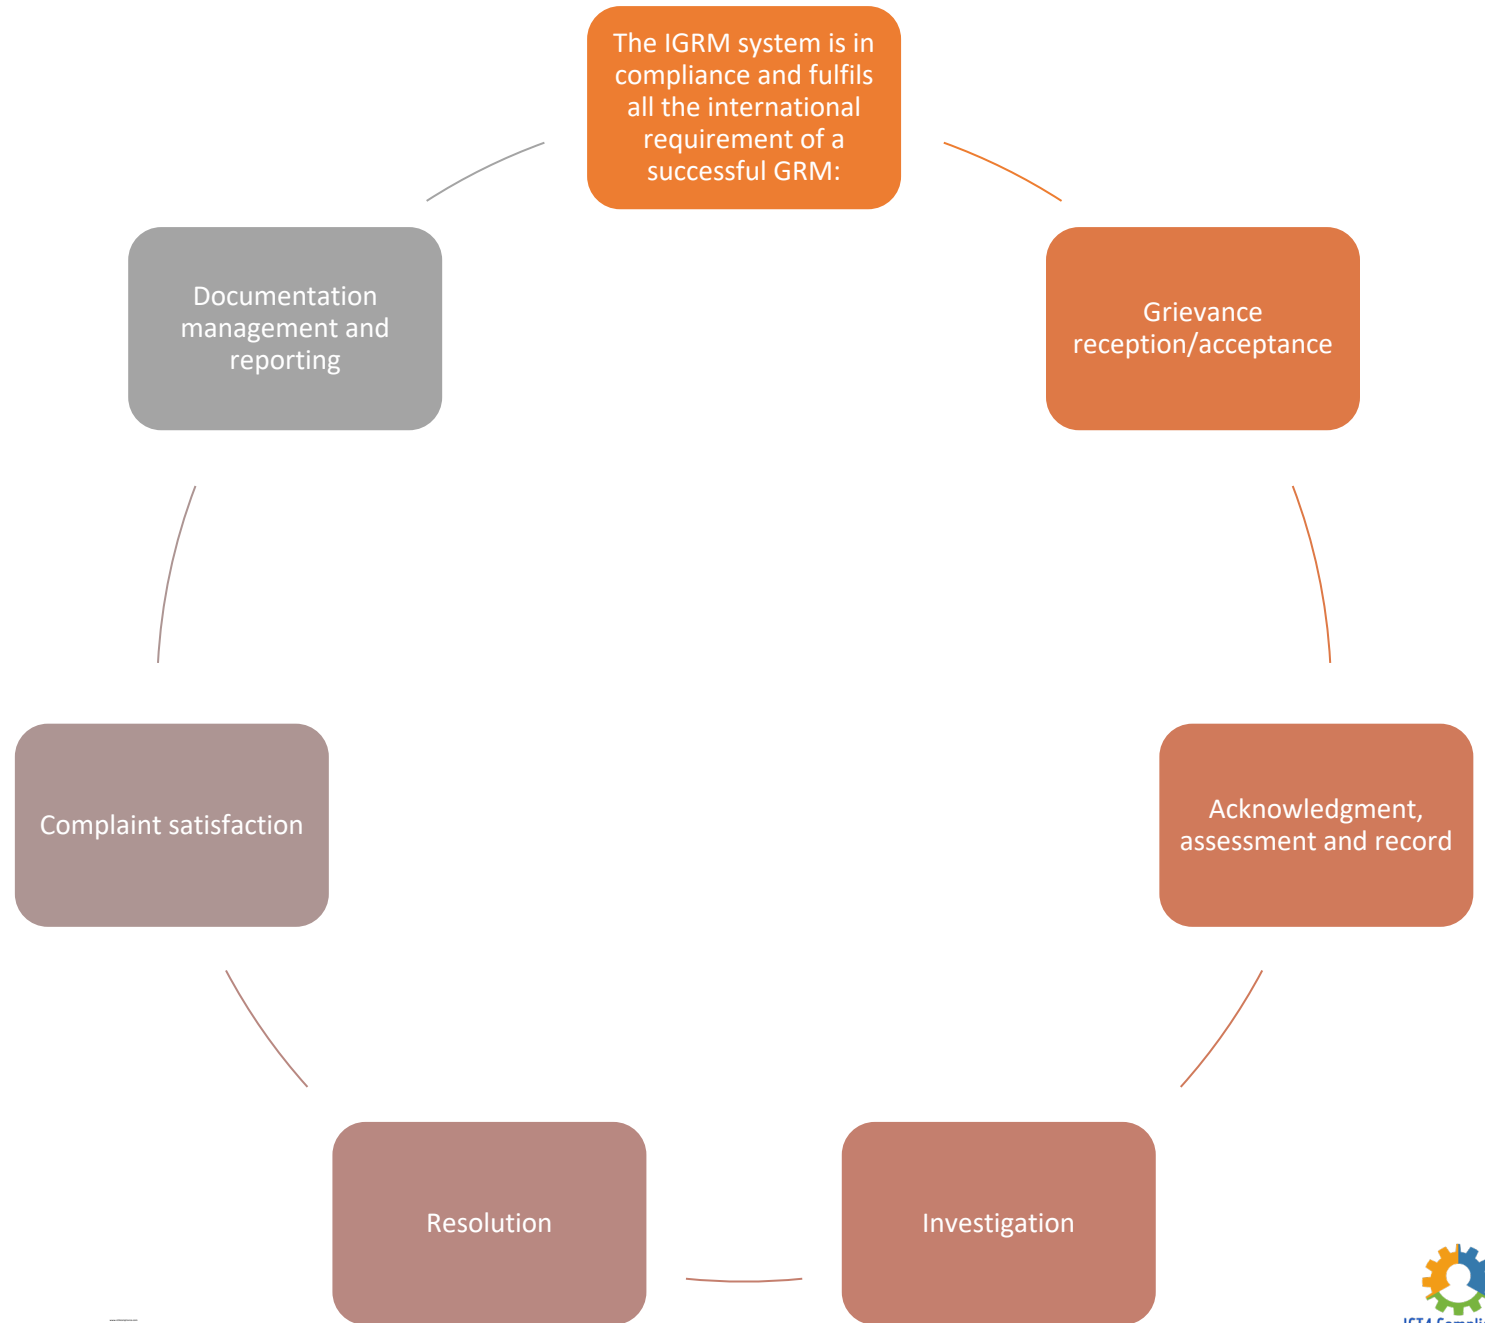 The IGRM system is in
compliance and fulfils
all the international
requirement of a
successful GRM:
Grievance
reception/acceptance
Acknowledgment,
assessment and record
Investigation
Resolution
Complaint satisfaction
Documentation
management and
reporting